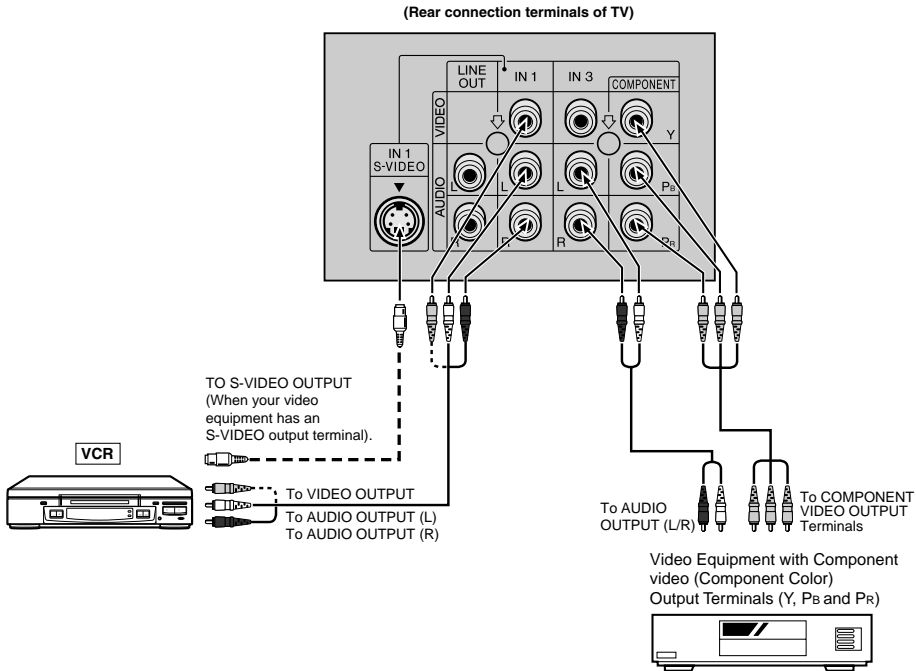 (Rear connection terminals of TV)
LINE
OUT
IN 1
IN 3
COMPONENT
VIDEO
Y
IN 1
S-VIDEO
AUDIO
L
L
L
PB
R
R
R
PR
TO S-VIDEO OUTPUT
(When your video
equipment has an
S-VIDEO output terminal).
VCR
To VIDEO OUTPUT
To AUDIO OUTPUT (L)
To AUDIO OUTPUT (R)
To AUDIO
OUTPUT (L/R)
To COMPONENT
VIDEO OUTPUT
Terminals
Video Equipment with Component
video (Component Color)
Output Terminals (Y, PB and PR)